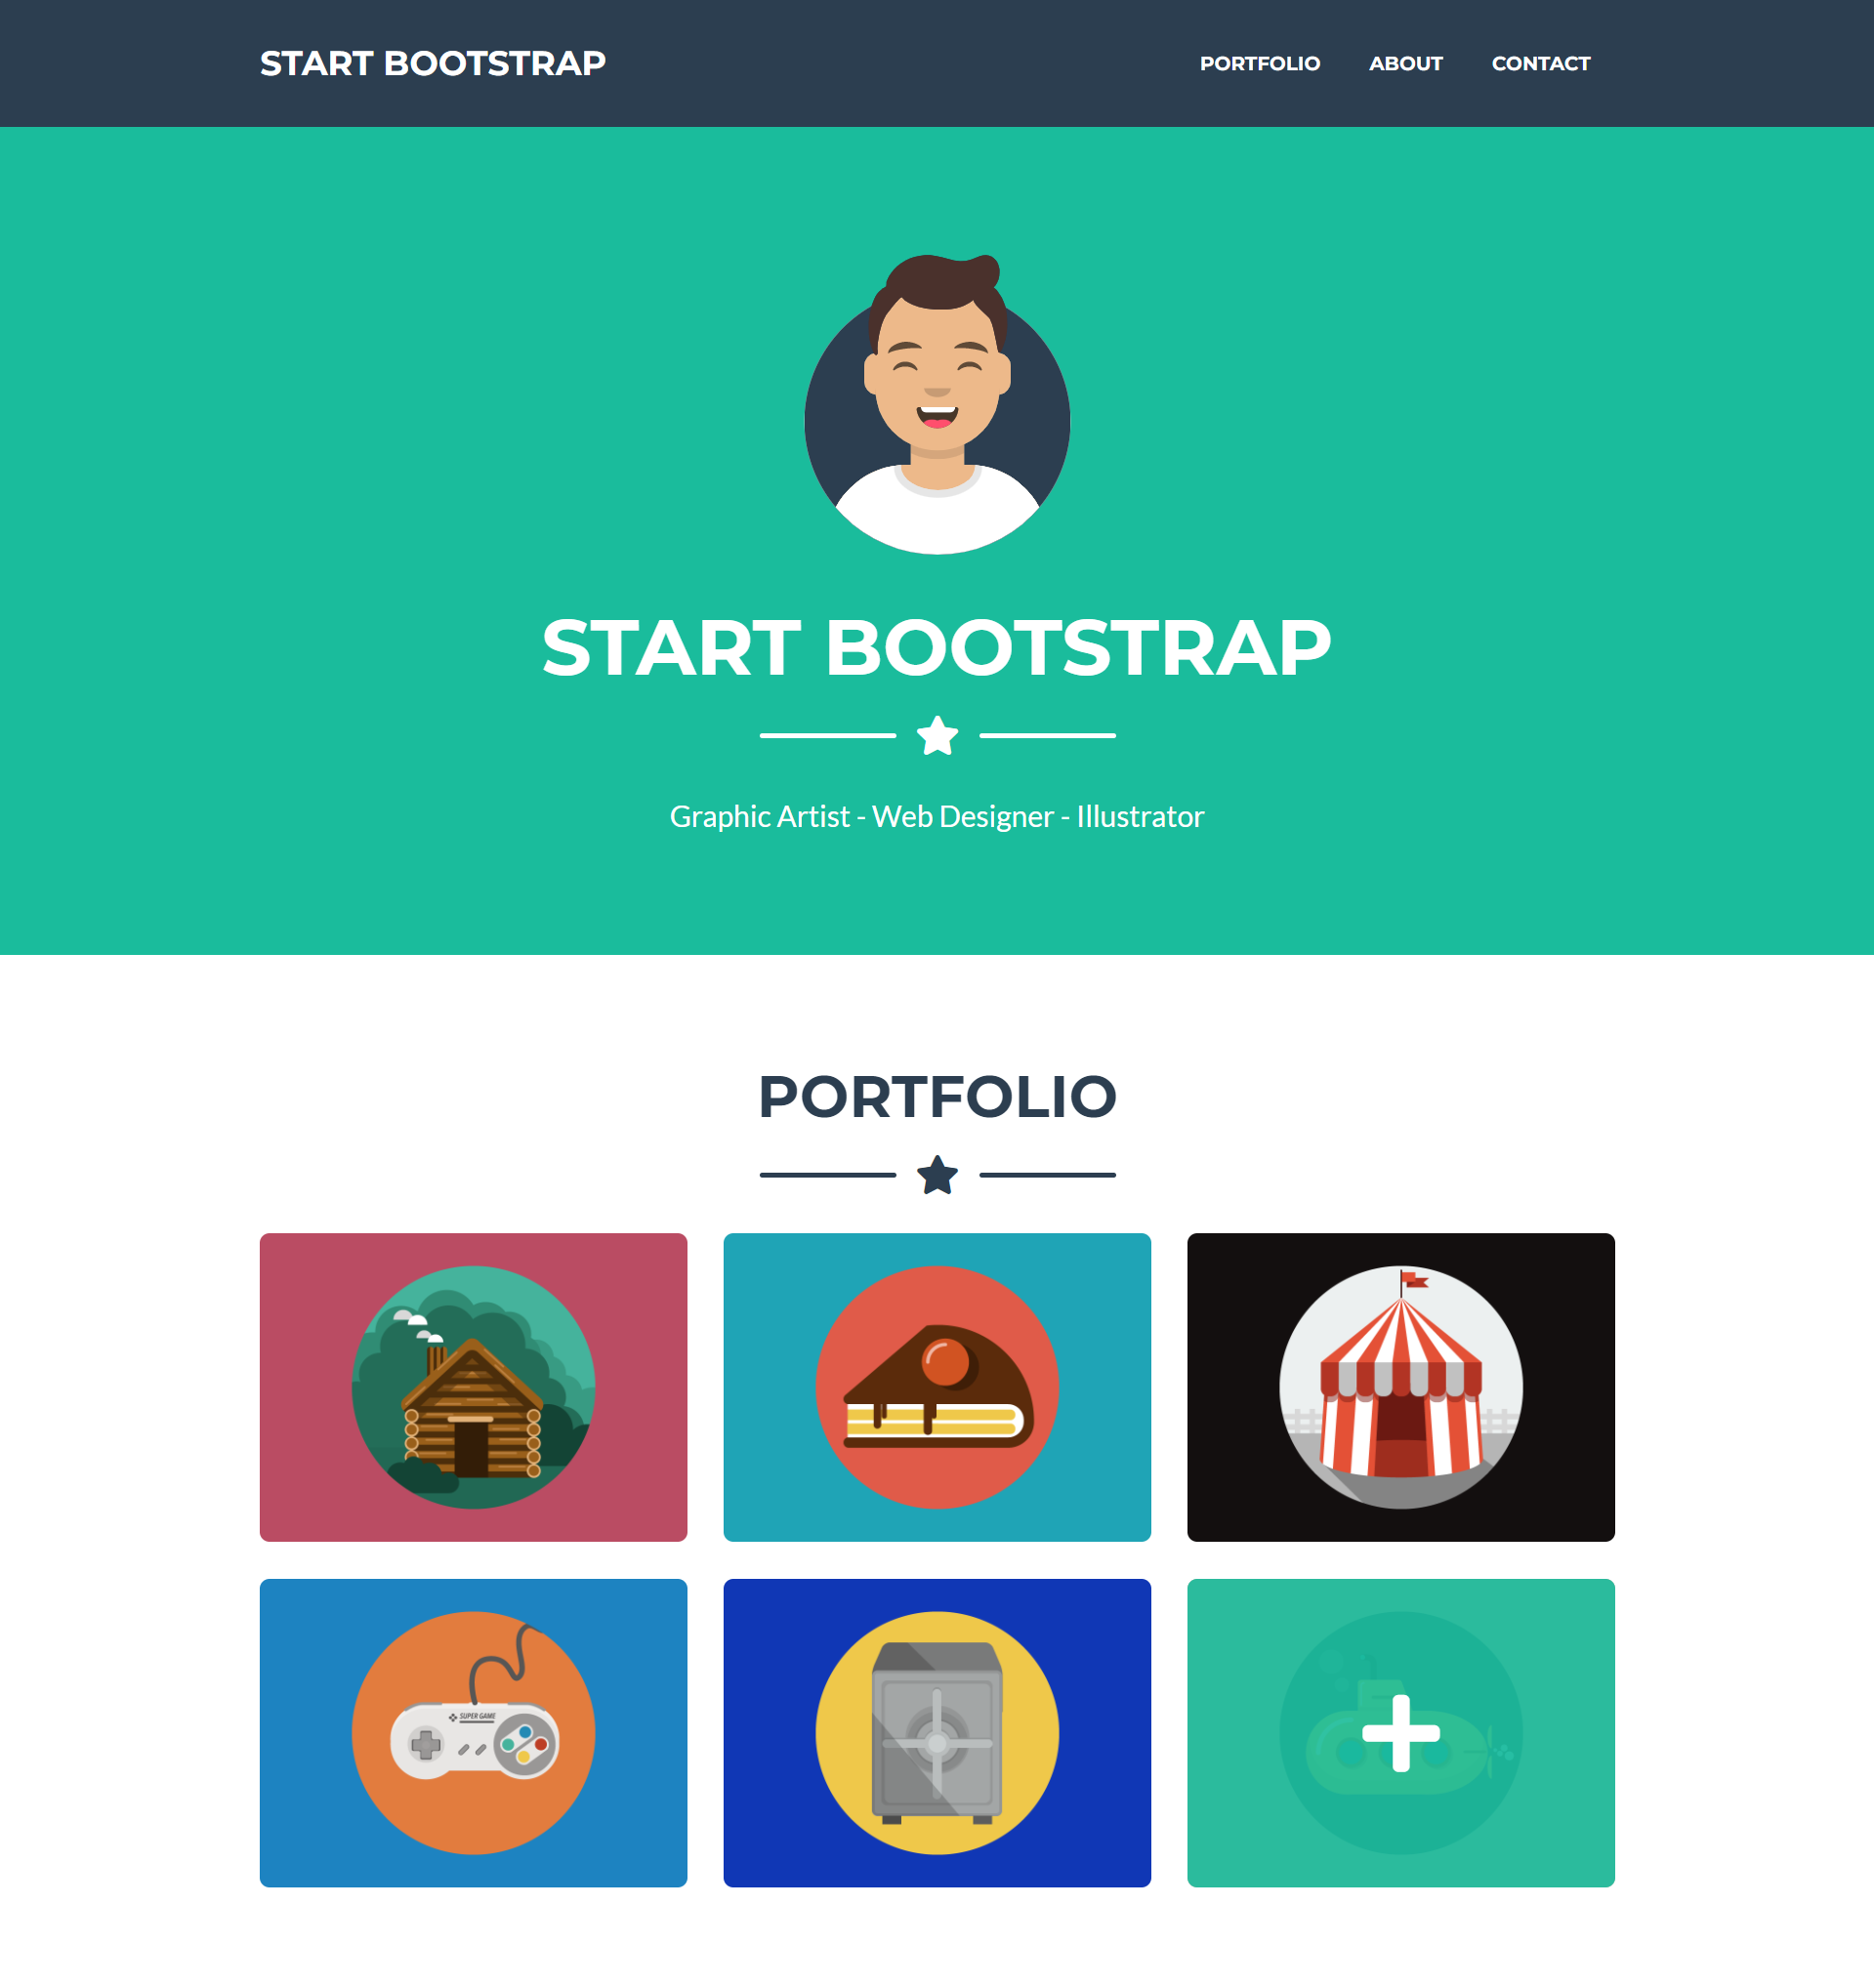 START BOOTSTRAP
PORTFOLIO ABOUT CONTACT
START BOOTSTRAP
Graphic Artist - Web Designer - Illustrator
PORTFOLIO
SUPER GAME